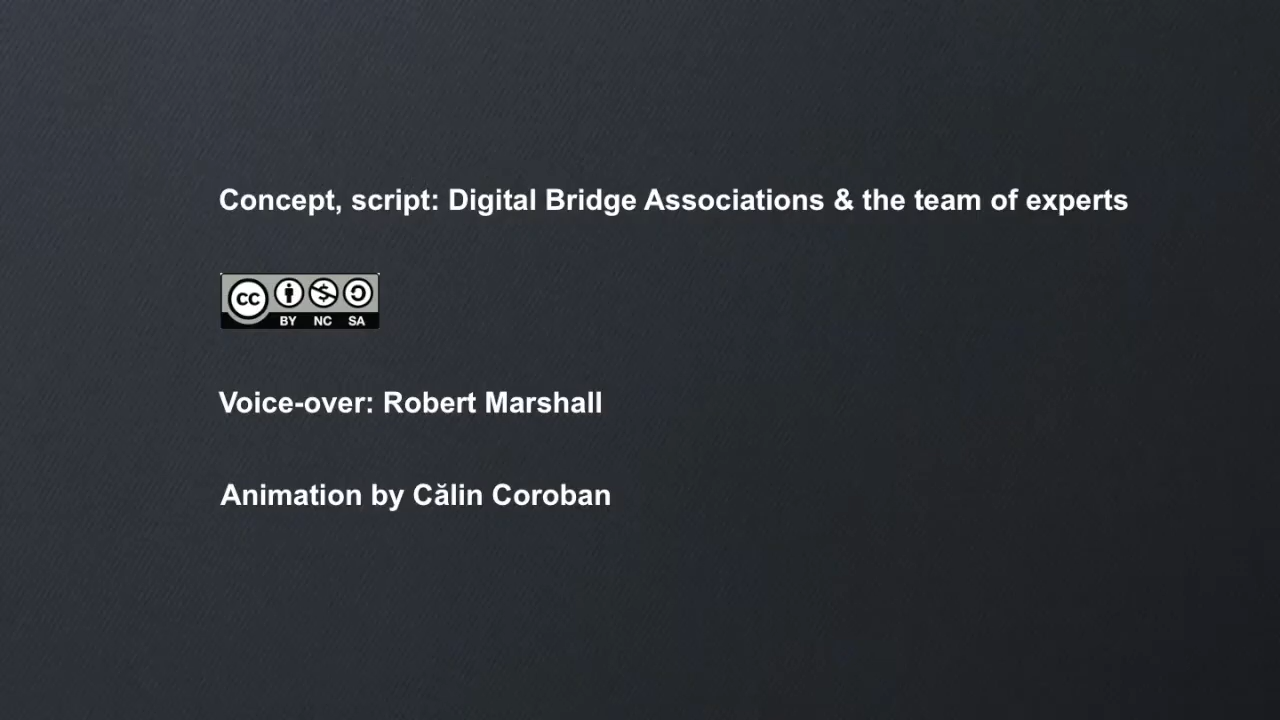 Concept, script: Digital Bridge Associations & the team of experts
cc BY NC SA
Voice-over: Robert Marshall
Animation by Călin Coroban